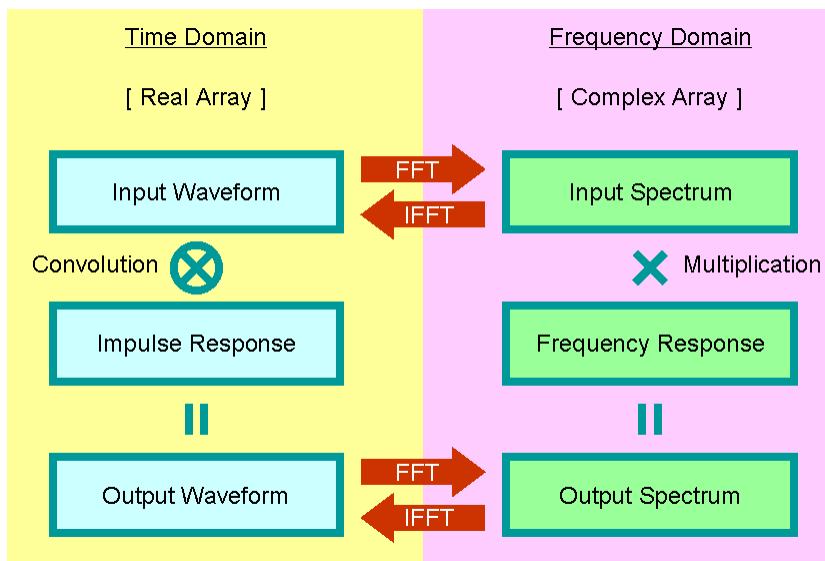 Time Domain
Frequency Domain
[ Real Array ]
[ Complex Array ]
Input Waveform
FFT
IFFT
Input Spectrum
Convolution
Multiplication
Impulse Response
Frequency Response
Output Waveform
FFT
IFFT
Output Spectrum